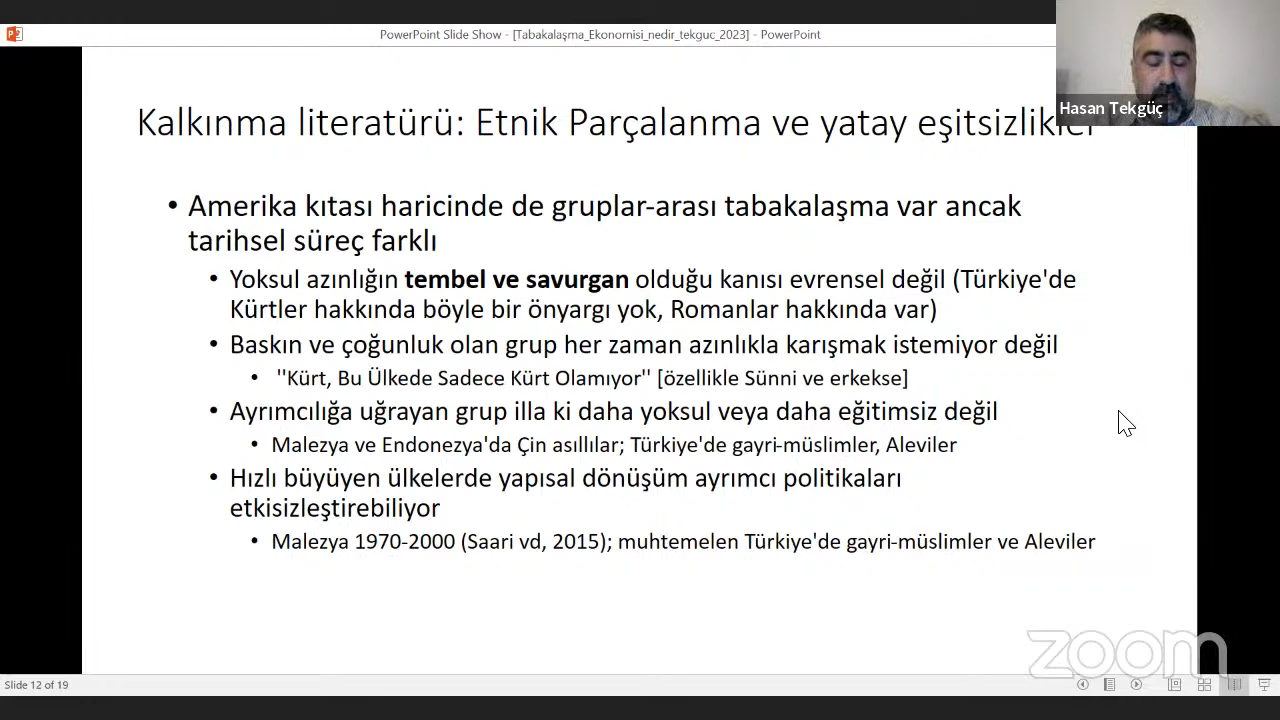 PowerPoint Slide Show - [Tabakalaşma_Ekonomisi_nedir_tekguc_2023] - PowerPoint
Hasan Tekgüç
Kalkınma literatürü: Etnik Parçalanma ve yatay eşitsizlikler
• Amerika kıtası haricinde de gruplar-arası tabakalaşma var ancak
tarihsel süreç farklı
• Yoksul azınlığın tembel ve savurgan olduğu kanısı evrensel değil (Türkiye'de
Kürtler hakkında böyle bir önyargı yok, Romanlar hakkında var)
• Baskın ve çoğunluk olan grup her zaman azınlıkla karışmak istemiyor değil
• ''Kürt, Bu Ülkede Sadece Kürt Olamıyor'' [özellikle Sünni ve erkekse]
• Ayrımcılığa uğrayan grup illa ki daha yoksul veya daha eğitimsiz değil
• Malezya ve Endonezya'da Çin asıllılar; Türkiye'de gayri-müslimler, Aleviler
• Hızlı büyüyen ülkelerde yapısal dönüşüm ayrımcı politikaları
etkisizleştirebiliyor
• Malezya 1970-2000 (Saari vd, 2015); muhtemelen Türkiye'de gayri-müslimler ve Aleviler
zoom
Slide 12 of 19